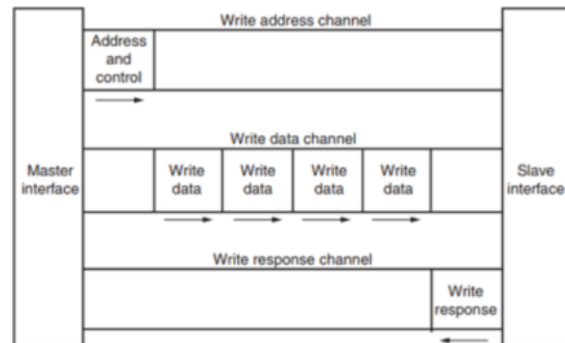 Write address channel
Address
and
control
Write data channel
Master
interface
Write
data
Write
data
Write
data
Write
data
Slave
interface
Write response channel
Write
response